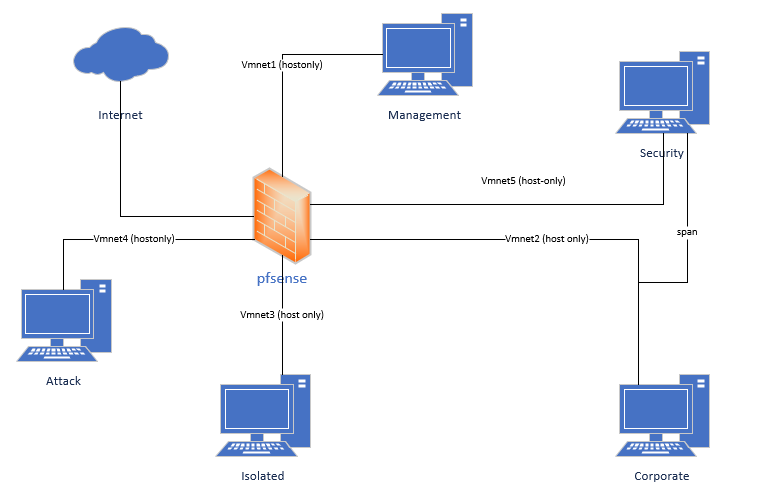 Vmnet1 (hostonly)
Internet
Management
Security
Vmnet5 (host-only)
span
Vmnet4 (hostonly)
Vmnet2 (host only)
pfsense
Vmnet3 (host only)
Attack
Isolated
Corporate